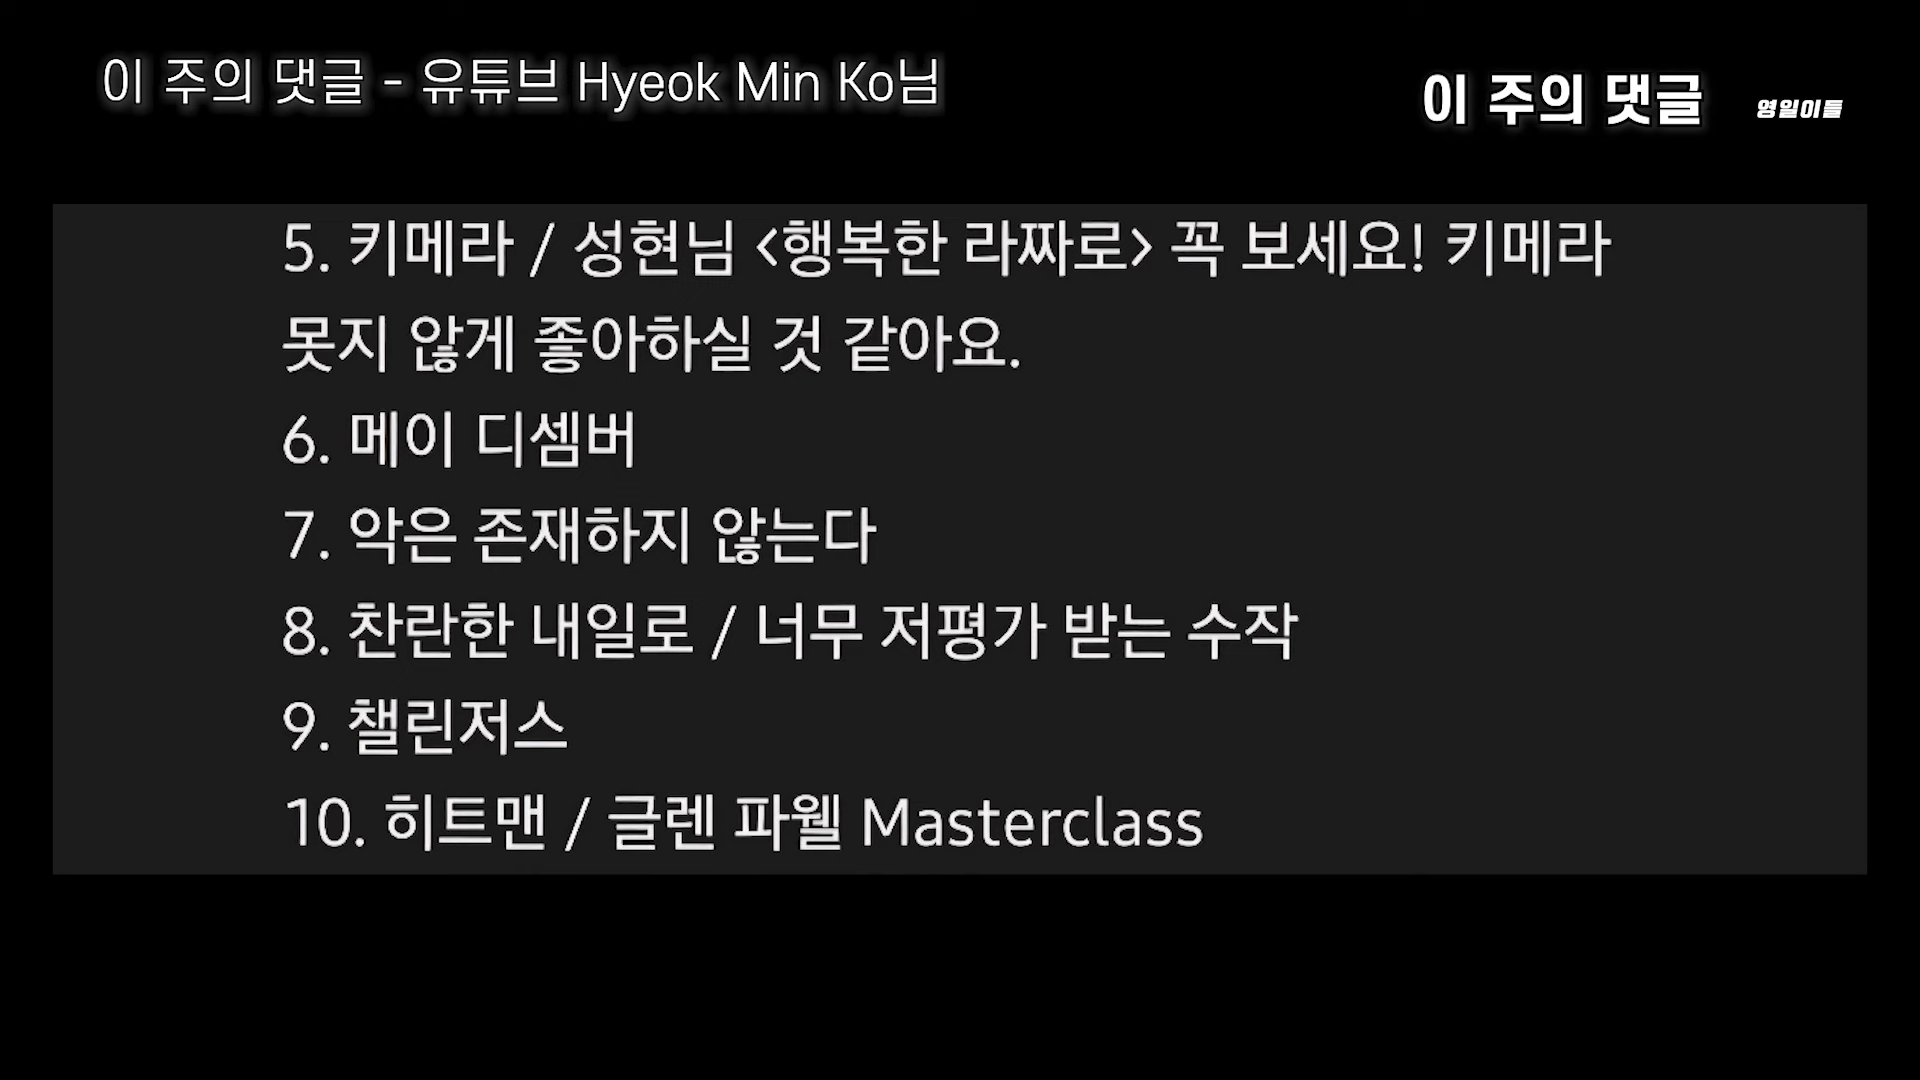 이 주의 댓글 - 유튜브 Hyeok Min Ko님
이 주의 댓글 영일이들
5. 키메라 / 성현님 <행복한 라짜로> 꼭 보세요! 키메라
못지 않게 좋아하실 것 같아요.
6. 메이 디셈버
7. 악은 존재하지 않는다
8. 찬란한 내일로 / 너무 저평가 받는 수작
9. 챌린저스
10. 히트맨 / 글렌 파웰 Masterclass